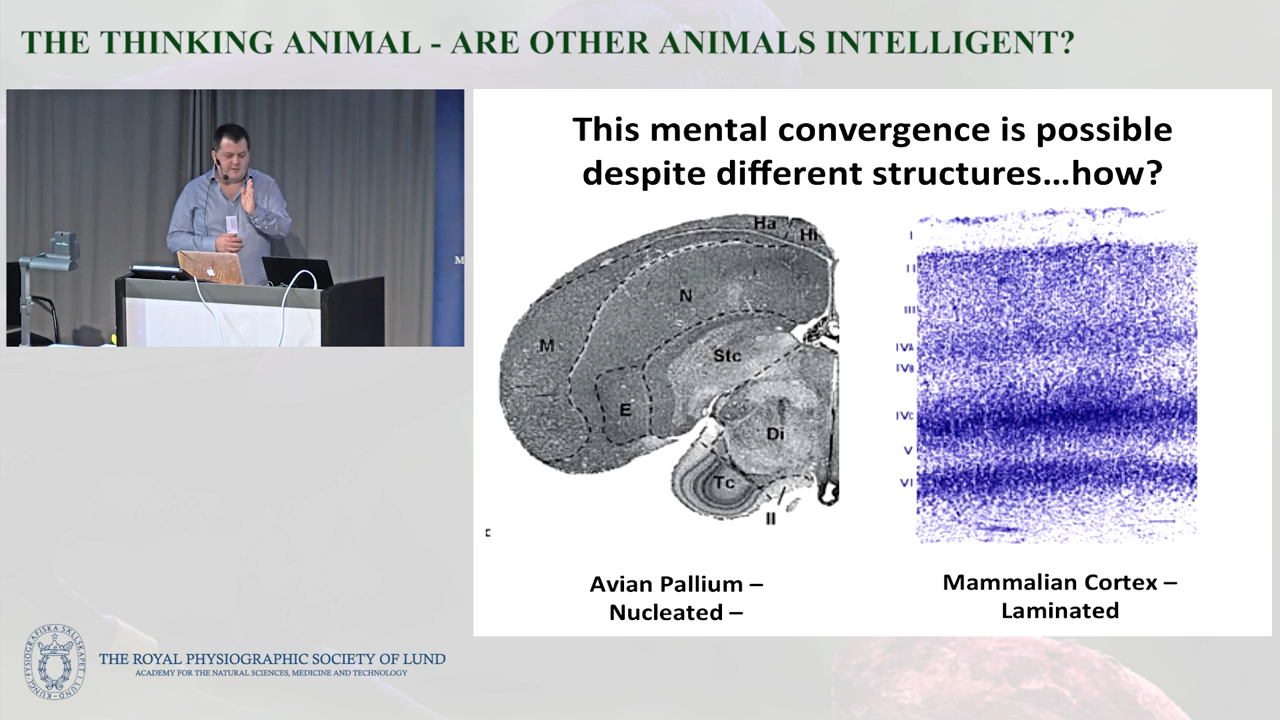 THE THINKING ANIMAL - ARE OTHER ANIMALS INTELLIGENT?
This mental convergence is possible
despite different structures...how?
Ha
Hi
N
M
Stc
E
Di
Tc
II
c
I
II
III
IVA
IVB
IVC
V
VI
Avian Pallium –
Nucleated –
Mammalian Cortex –
Laminated
M
THE ROYAL PHYSIOGRAPHIC SOCIETY OF LUND
ACADEMY FOR THE NATURAL SCIENCES, MEDICINE AND TECHNOLOGY